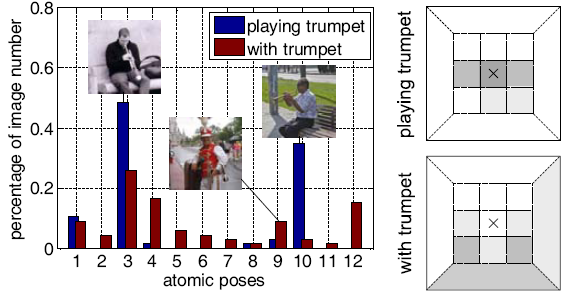 0.8
0.6
0.4
0.2
0
percentage of image number
playing trumpet
with trumpet
1 2 3 4 5 6 7 8 9 10 11 12
atomic poses
playing trumpet
with trumpet